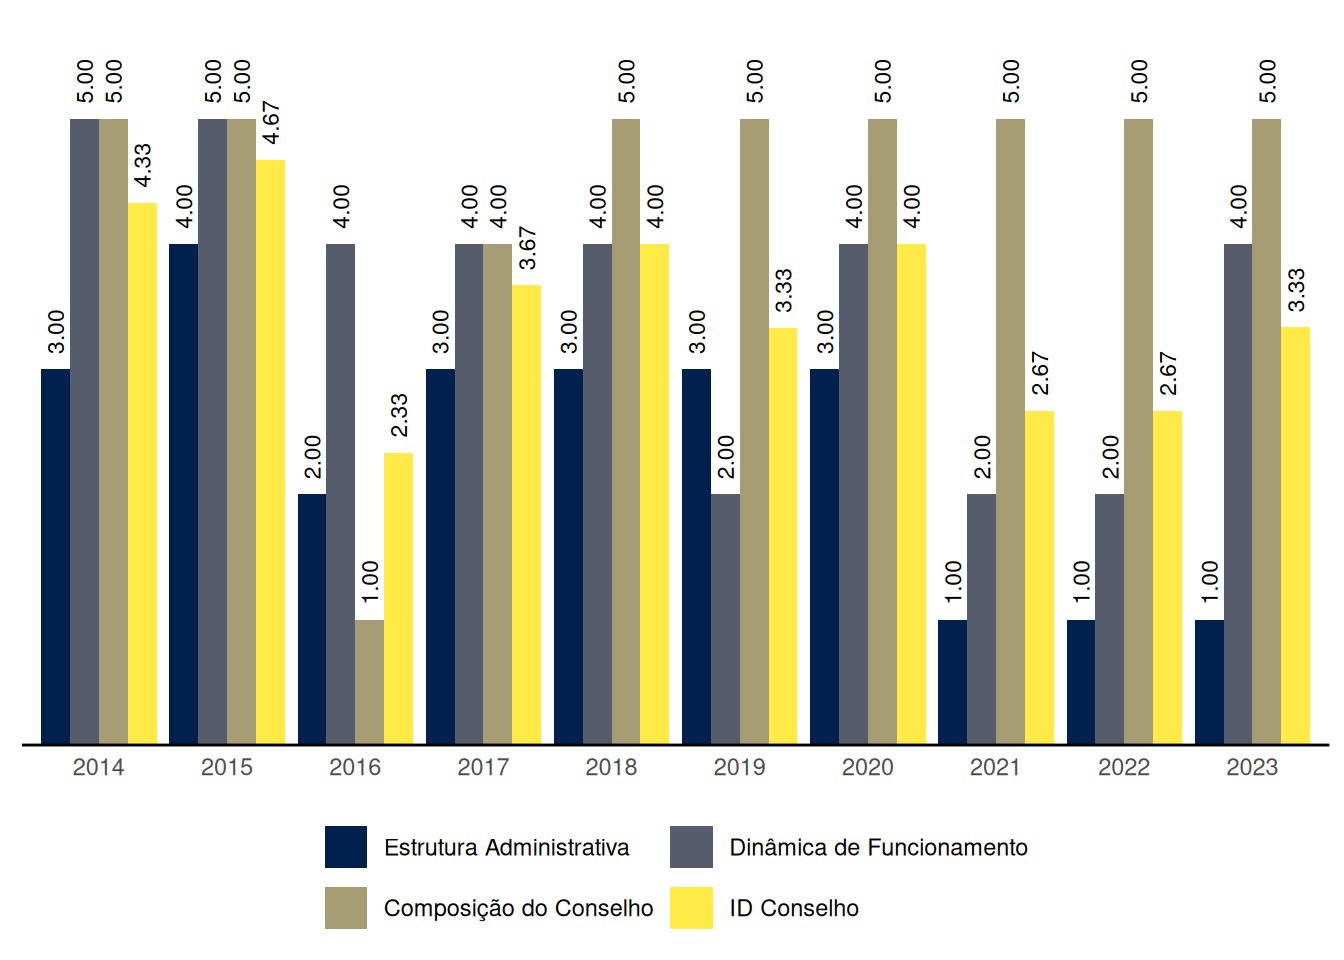 3.00 5.00 5.00 4.33
4.00 5.00 5.00 4.67
2.00 4.00 1.00 2.33
3.00 4.00 4.00 3.67
3.00 4.00 5.00 4.00
3.00 2.00 5.00 3.33
3.00 4.00 5.00 4.00
1.00 2.00 5.00 2.67
1.00 2.00 5.00 2.67
1.00 4.00 5.00 3.33
2014 2015 2016 2017 2018 2019 2020 2021 2022 2023
Estrutura Administrativa Dinâmica de Funcionamento
Composição do Conselho ID Conselho